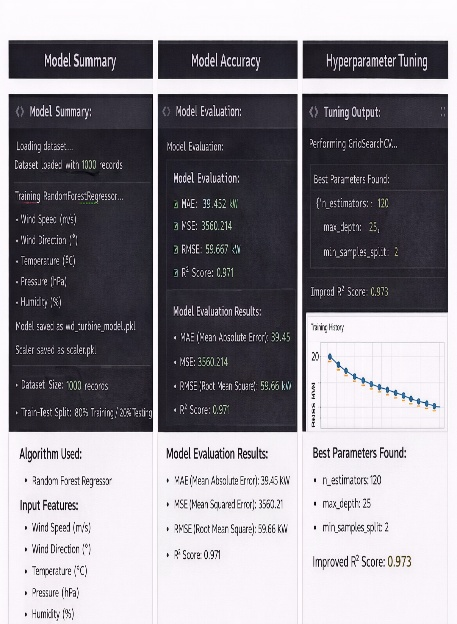 Model Summary
Model Summary:
Loading dataset...
Dataset loaded with 1000 records
Training RandomForestRegressor...
- Wind Speed (m/s)
- Wind Direction (°)
- Temperature (°C)
- Pressure (hPa)
- Humidity (%)
Model saved as wd_turbine_model.pkl
Scaler saved as scaler.pkl
• Dataset Size: 1000 records
• Train-Test Split: 80% Training / 20% Testing
Algorithm Used:
• Random Forest Regressor
Input Features:
• Wind Speed (m/s)
• Wind Direction (°)
• Temperature (°C)
• Pressure (hPa)
• Humidity (%)
Model Accuracy
Model Evaluation:
Model Evaluation:
Model Evaluation:
MAE: 39.452 kW
MSE: 3560.214
RMSE: 59.667 kW
R² Score: 0.971
Model Evaluation Results:
• MAE (Mean Absolute Error): 39.45
• MSE: 3560.214
• RMSE (Root Mean Square): 59.66 kW
• R² Score: 0.971
Model Evaluation Results:
• MAE (Mean Absolute Error): 39.45 KW
• MSE (Mean Squared Error): 3560.21
• RMSE (Root Mean Square): 59.66 KW
• R² Score: 0.971
Hyperparameter Tuning
Tuning Output:
Performing GridSearchCV...
Best Parameters Found:
{'n_estimators: : 120
max_depth: 25,
min_samples_split: 2
Improd R² Score: 0.973
Training History
20
Best Parameters Found:
• n_estimators: 120
• max_depth: 25
• min_samples_split: 2
Improved R² Score: 0.973